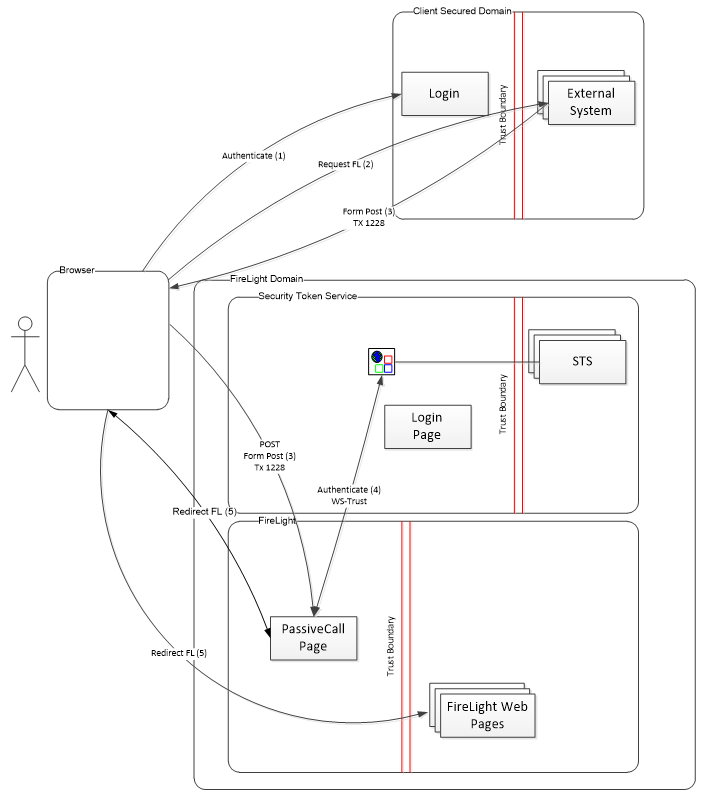 Client Secured Domain
Login
External
System
Trust Boundary
Authenticate (1)
Request FL (2)
Form Post (3)
TX 1228
Browser
FireLight Domain
Security Token Service
STS
Trust Boundary
Login
Page
POST
Form Post (3)
Tx 1228
Authenticate (4)
WS-Trust
Redirect FL (5)
FireLight
PassiveCall
Page
Trust Boundary
Redirect FL (5)
FireLight Web
Pages